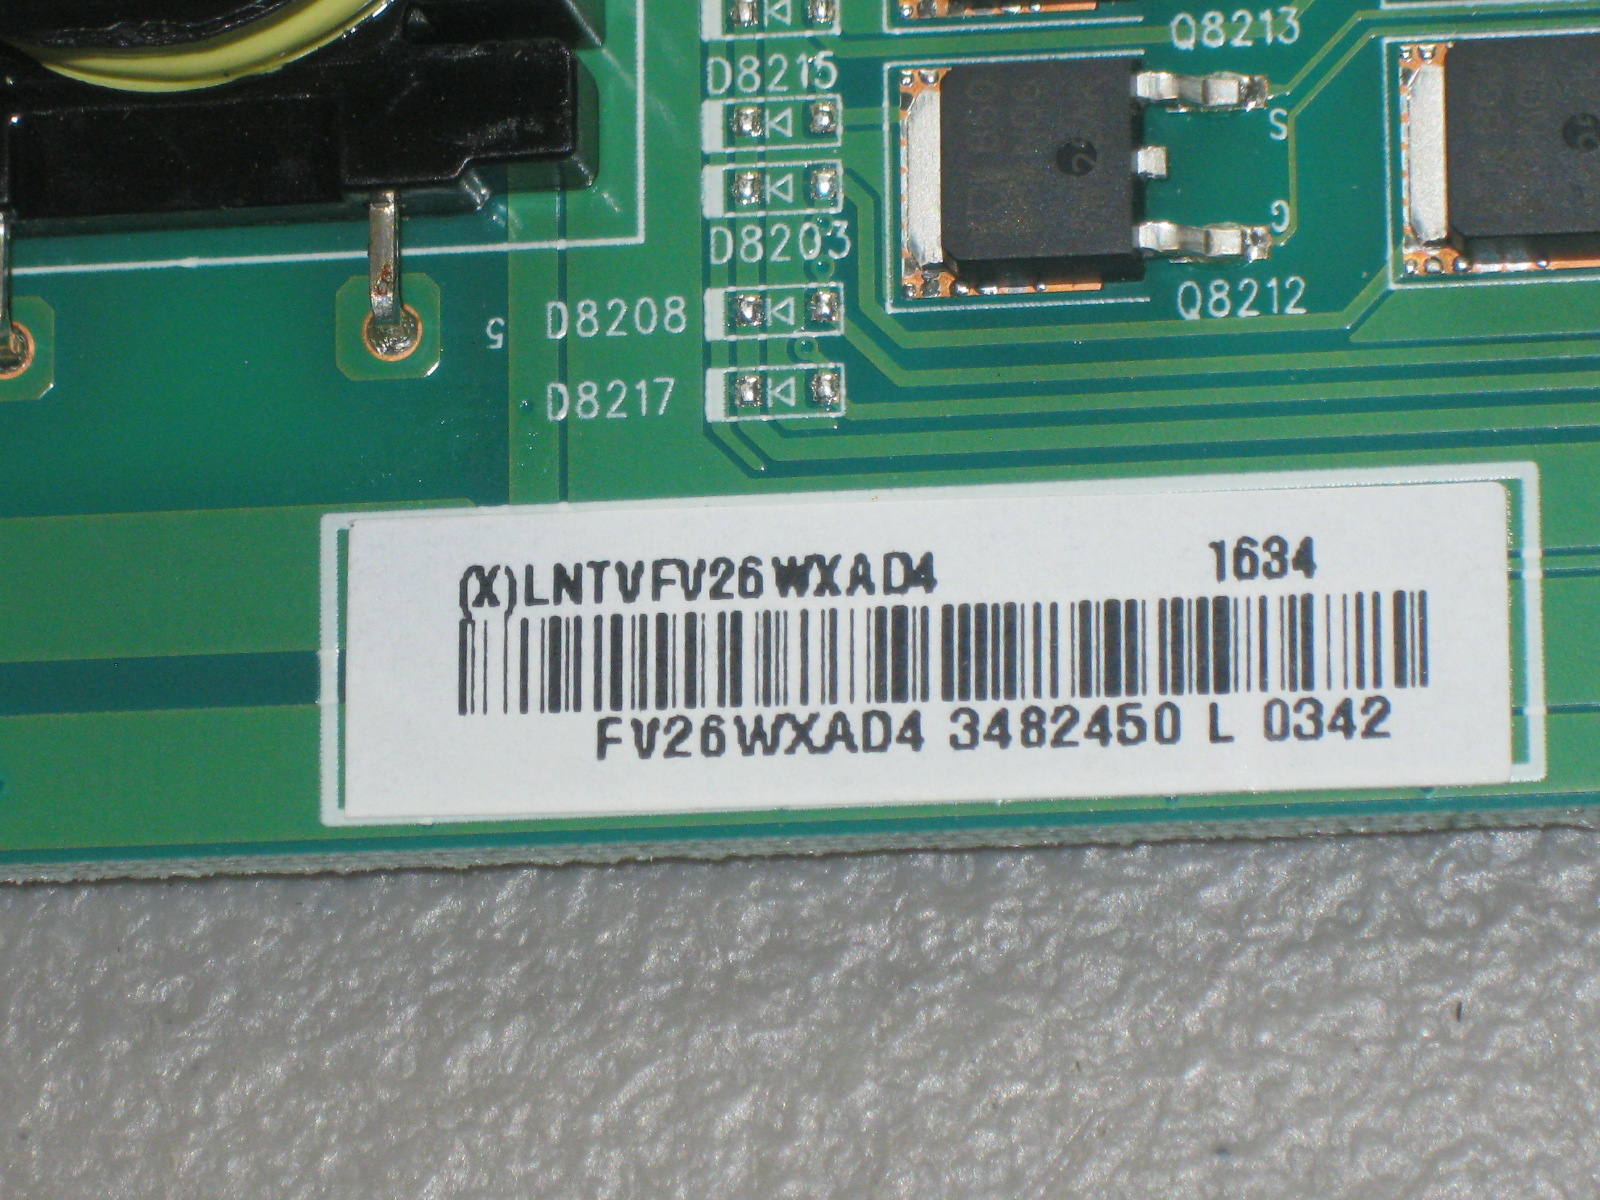 Q8213
D8215
S
G
D8203
Q8212
D8208
5
D8217
(X)LNTVFV26WXAD4 1634
FV26WXAD4 3482450 L 0342